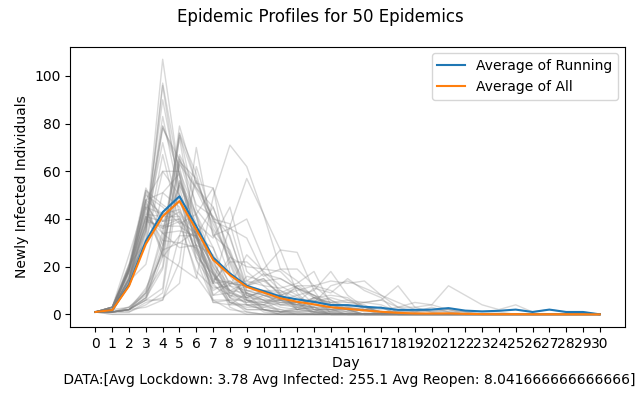 Epidemic Profiles for 50 Epidemics
Average of Running
Average of All
Newly Infected Individuals
100
80
60
40
20
0
0 1 2 3 4 5 6 7 8 9 10 11 12 13 14 15 16 17 18 19 20 21 22 23 24 25 26 27 28 29 30
Day
DATA:[Avg Lockdown: 3.78 Avg Infected: 255.1 Avg Reopen: 8.041666666666666]